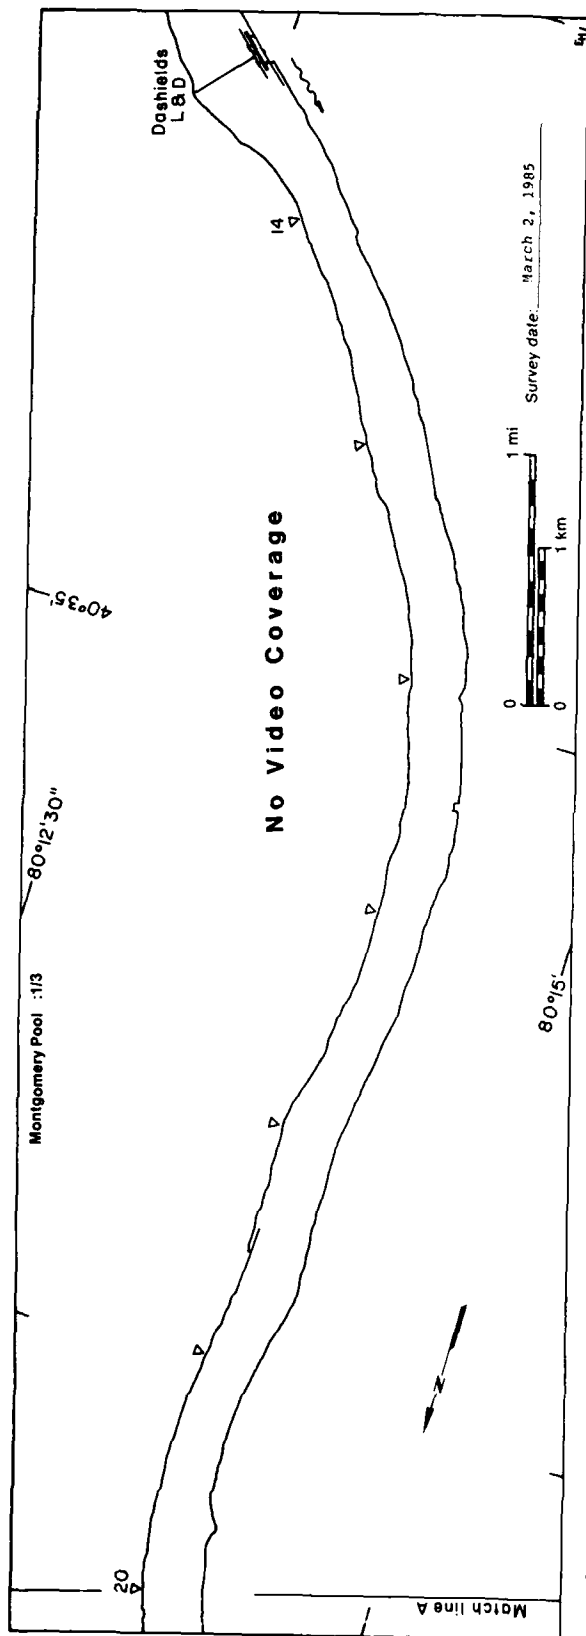 Montgomery Pool :1/3
80°12'30"
40°35'
Dashields
L & D
14
No Video Coverage
20
0
1 mi
0
1 km
Survey date: March 2, 1985
80°15'
N
Match line A